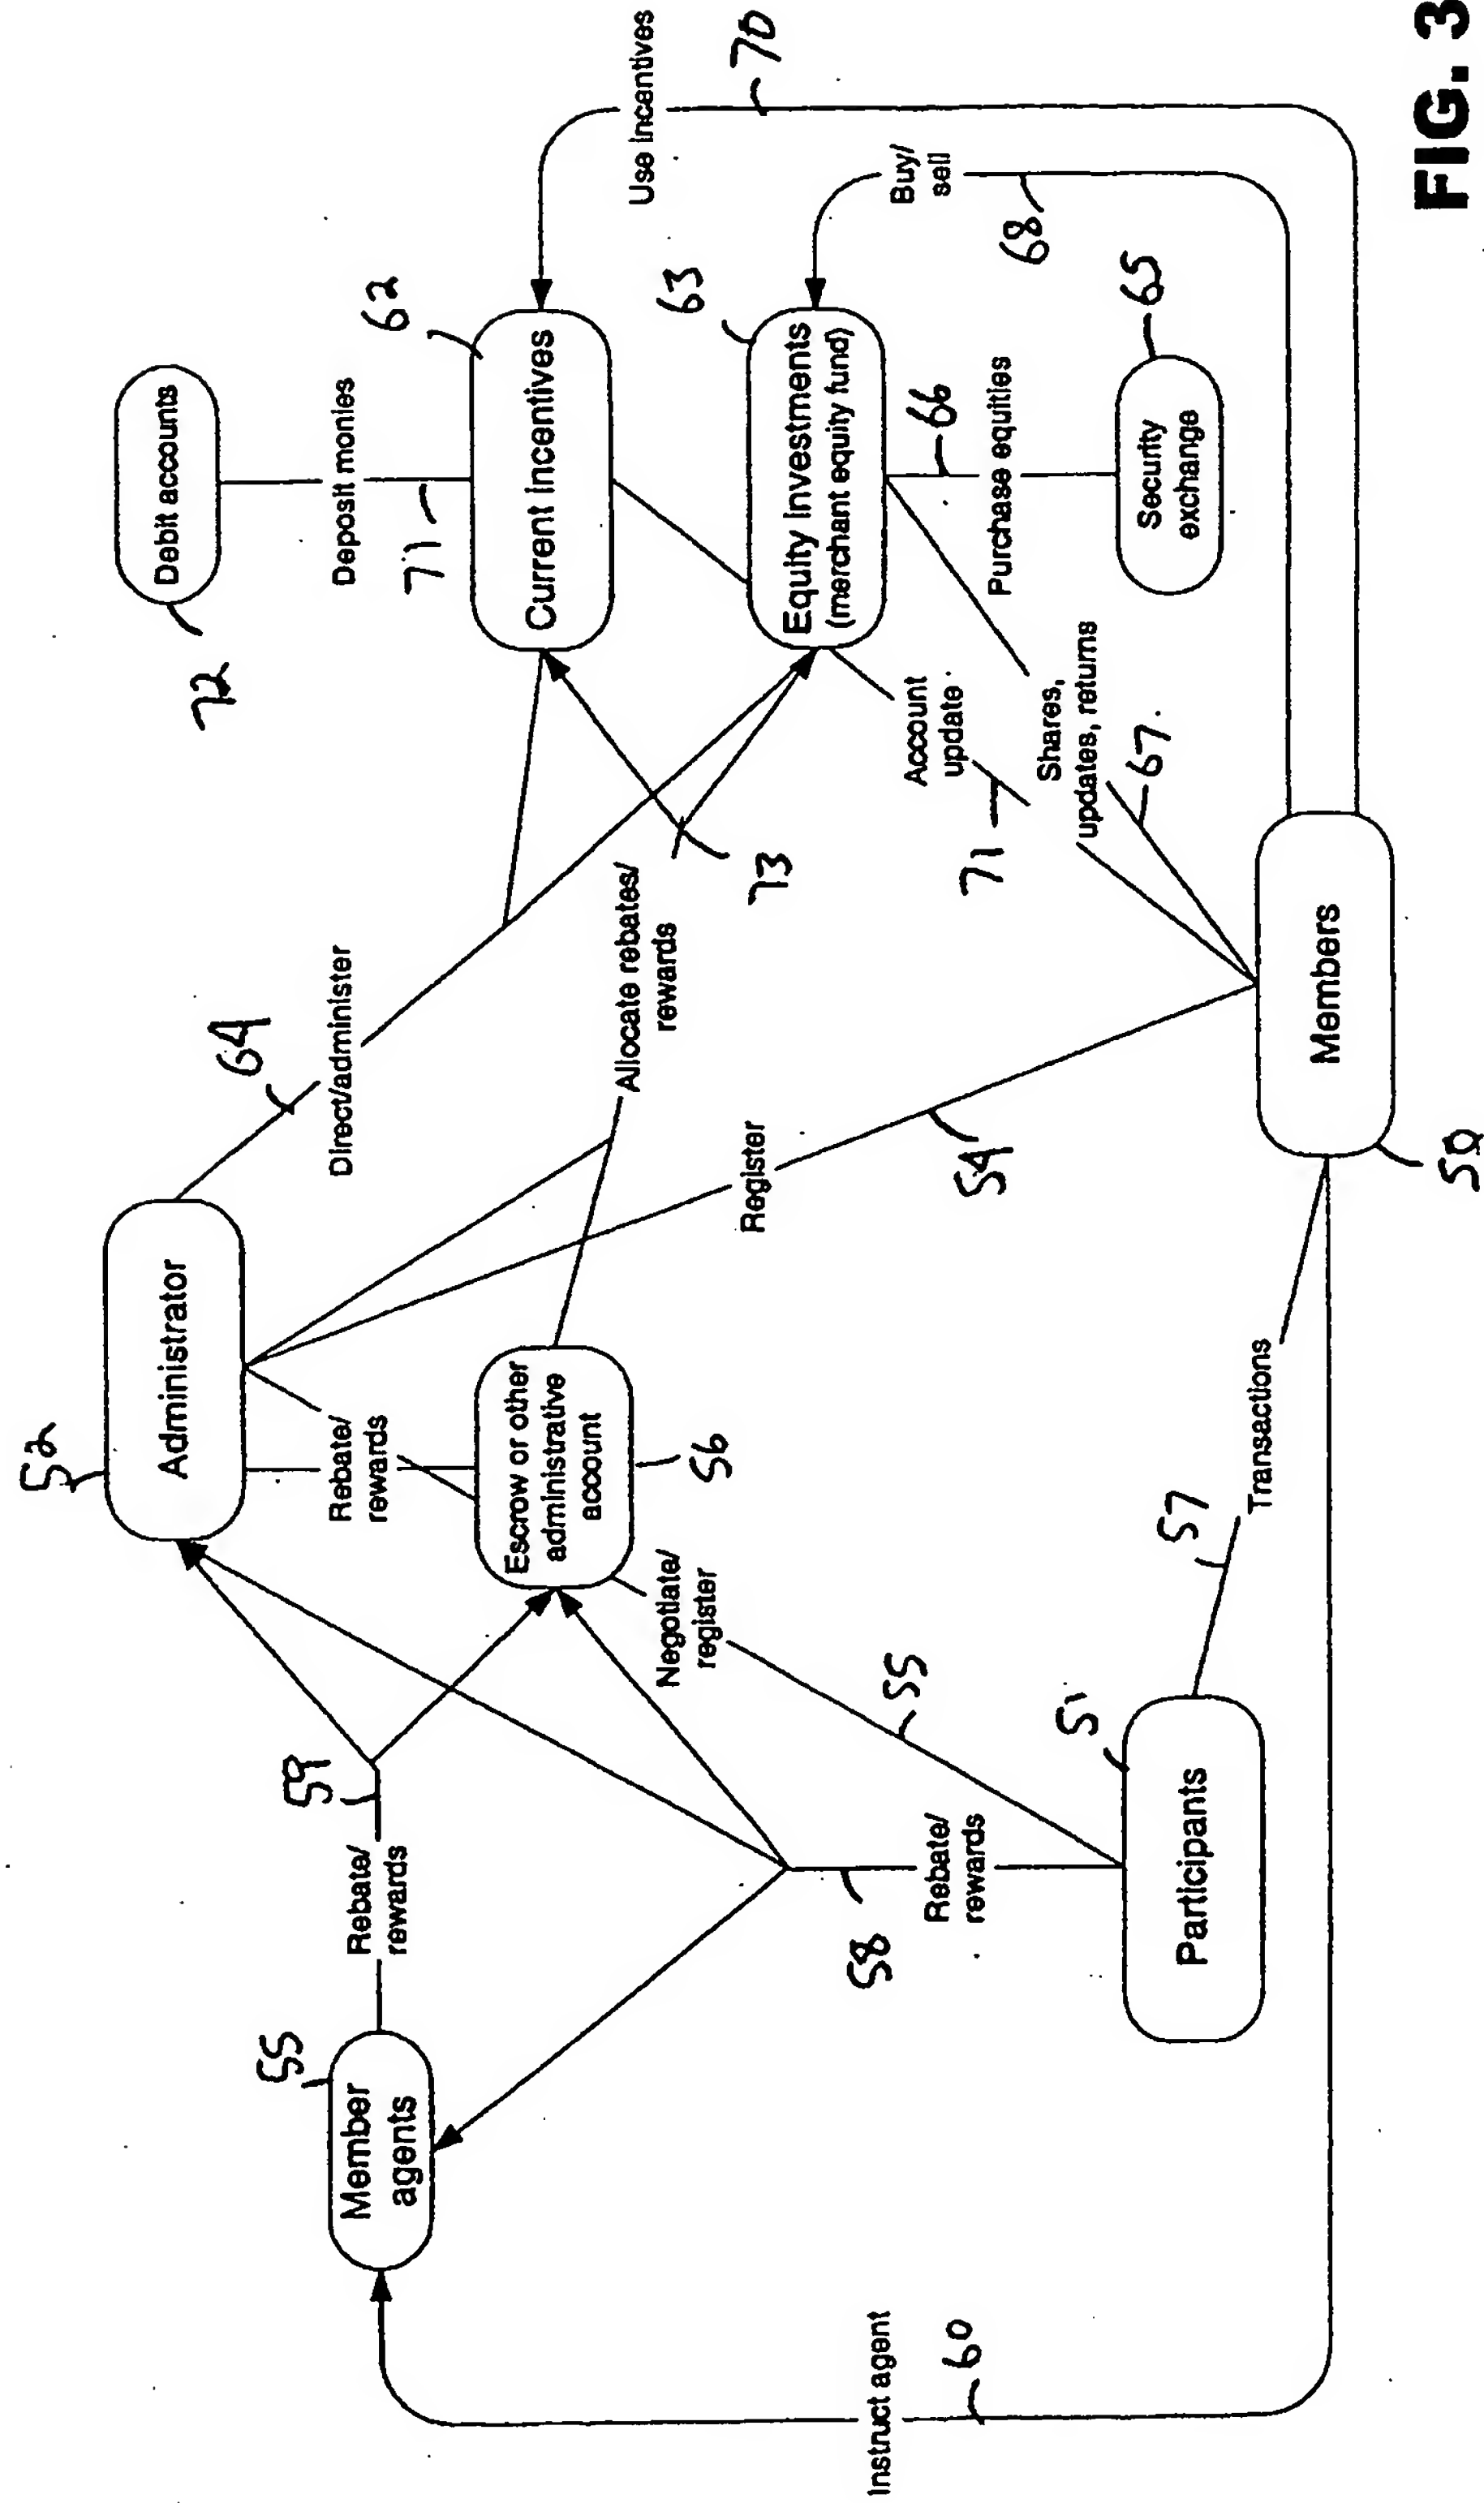 52
Debit accounts
Administrator
72
64
55
59
Member
agents
Rebate/
rewards
Rebate/
rewards
Direct/administer
Deposit monies
71
62
Escrow or other
administrative
account
Current incentives
Allocate rebates/
rewards
Use incentives
Negotiate/
register
56
63
Register
73
70
Equity investments
(merchant equity fund)
58
55
Instruct agent
60
Rebate/
rewards
Account
update
66
Buy/
sell
54
71
Purchase equities
68
Shares,
updates, returns
51
67
65
57
Participants
Security
exchange
Transactions
Members
50
FIG. 3